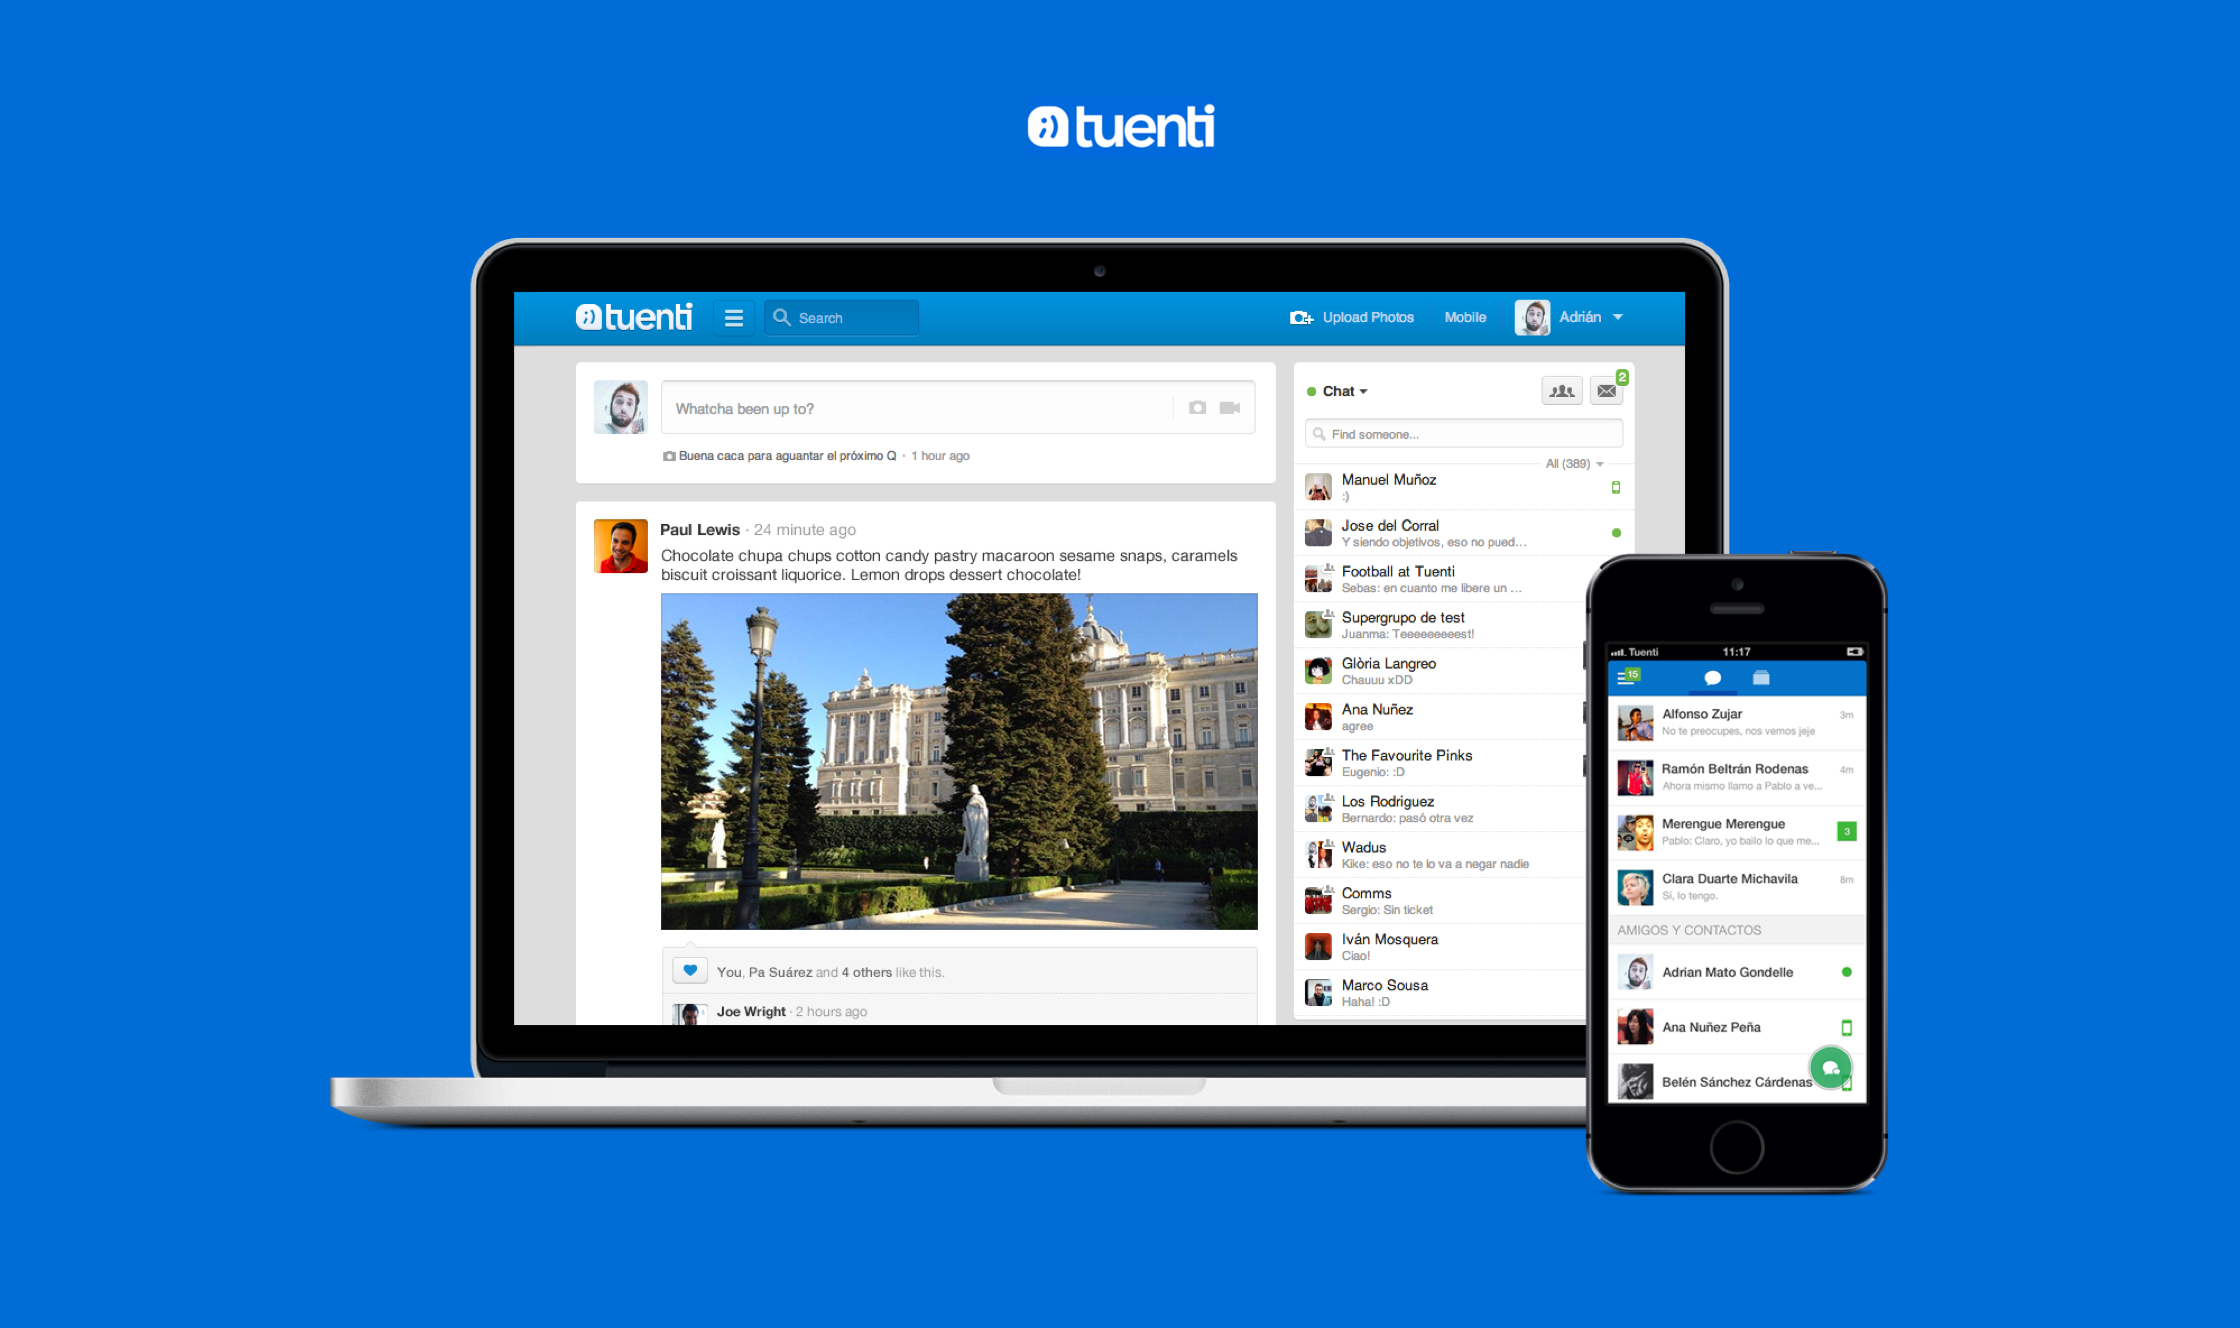 tuenti
tuenti
Search
Upload Photos
Mobile
Adrián
Whatcha been up to?
Buena caca para aguantar el próximo Q · 1 hour ago
Paul Lewis · 24 minute ago
Chocolate chupa chups cotton candy pastry macaroon sesame snaps, caramels
biscuit croissant liquorice. Lemon drops dessert chocolate!
You, Pa Suárez and 4 others like this.
Joe Wright · 2 hours ago
Chat
2
Find someone...
All (389)
Manuel Muñoz
:)
Jose del Corral
Y siendo objetivos, eso no pued...
Football at Tuenti
Sebas: en cuanto me libere un ...
Supergrupo de test
Juanma: Teeeeeeeeest!
Glòria Langreo
Chauuu xDD
Ana Nuñez
agree
The Favourite Pinks
Eugenio: :D
Los Rodriguez
Bernardo: pasó otra vez
Wadus
Kike: eso no te lo va a negar nadie
Comms
Sergio: Sin ticket
Iván Mosquera
Ciao!
Marco Sousa
Haha! :D
Tuenti
11:17
15
Alfonso Zujar
3m
No te preocupes, nos vemos jeje
Ramón Beltrán Rodenas
4m
Ahora mismo llamo a Pablo a ve...
Merengue Merengue
3
Pablo: Claro, yo bailo lo que me...
Clara Duarte Michavila
8m
Sí, lo tengo.
AMIGOS Y CONTACTOS
Adrian Mato Gondelle
Ana Nuñez Peña
Belén Sánchez Cárdenas